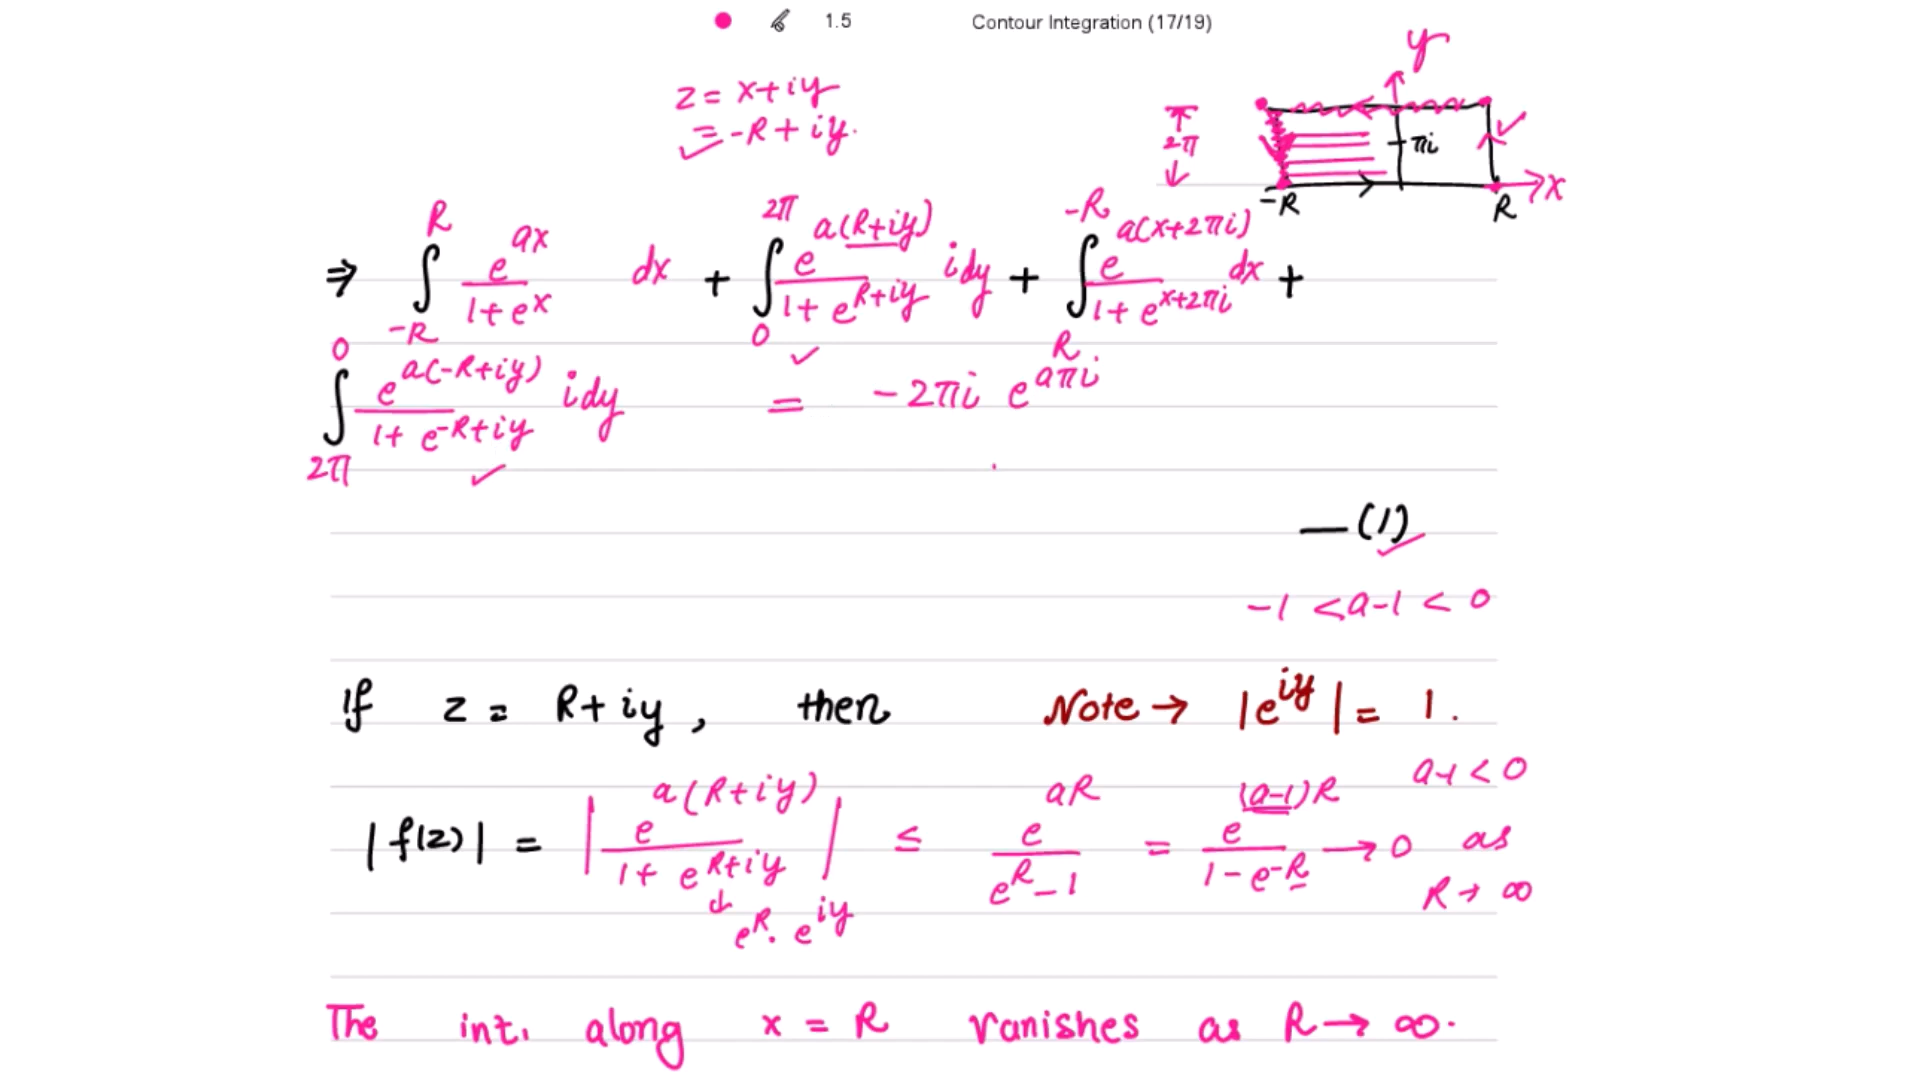 1.5 Contour Integration (17/19)
z = x+iy
= -R+iy.
y
2π
πi
-R R x
⇒ ∫_{-R}^{R} e^{ax}/(1+e^x) dx + ∫_0^{2π} e^{a(R+iy)}/(1+e^{R+iy}) idy + ∫_R^{-R} e^{a(x+2πi)}/(1+e^{x+2πi}) dx +
∫_{2π}^0 e^{a(-R+iy)}/(1+e^{-R+iy}) idy = -2πi e^{aπi}
—(1)
-1 < a-1 < 0
If z = R+iy, then Note → |e^{iy}| = 1.
a-1 < 0
|f(z)| = |e^{a(R+iy)}/(1+e^{R+iy})| ≤ e^{aR}/(e^R-1) = e^{(a-1)R}/(1-e^{-R}) → 0 as
R → ∞
↓
e^R. e^{iy}
The int. along x = R vanishes as R → ∞.